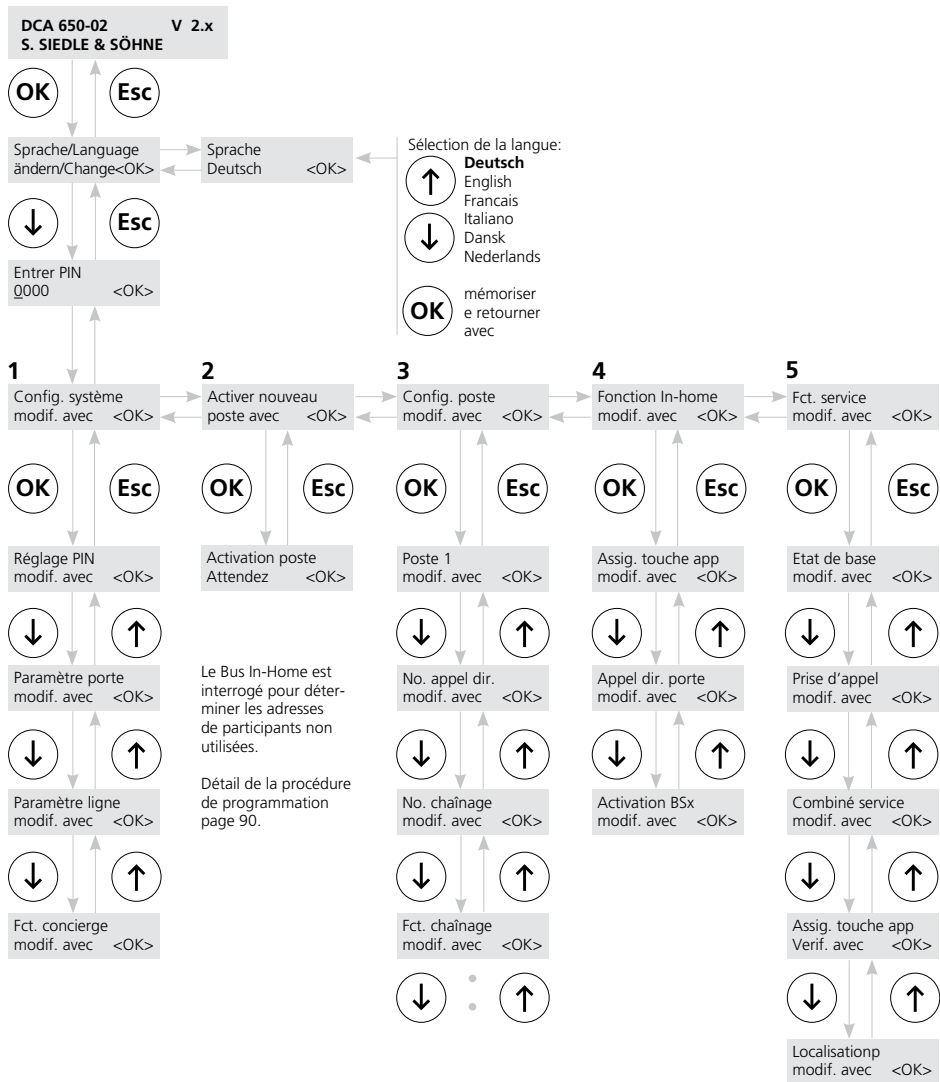 DCA 650-02 V 2.x
S. SIEDLE & SÖHNE
OK
Esc
Sprache/Language
ändern/Change<OK>
Sprache
Deutsch <OK>
Sélection de la langue:
Deutsch
English
Francais
Italiano
Dansk
Nederlands
↑
↓
OK
mémoriser
e retourner
avec
↓
Esc
Entrer PIN
0000 <OK>
1
Config. système
modif. avec <OK>
2
Activer nouveau
poste avec <OK>
3
Config. poste
modif. avec <OK>
4
Fonction In-home
modif. avec <OK>
5
Fct. service
modif. avec <OK>
OK
Esc
OK
Esc
OK
Esc
OK
Esc
OK
Esc
Réglage PIN
modif. avec <OK>
↓
↑
Paramètre porte
modif. avec <OK>
↓
↑
Paramètre ligne
modif. avec <OK>
↓
↑
Fct. concierge
modif. avec <OK>
Activation poste
Attendez <OK>
Le Bus In-Home est
interrogé pour déter-
miner les adresses
de participants non
utilisées.
Détail de la procédure
de programmation
page 90.
Poste 1
modif. avec <OK>
↓
↑
No. appel dir.
modif. avec <OK>
↓
↑
No. chaînage
modif. avec <OK>
↓
↑
Fct. chaînage
modif. avec <OK>
↓
:
↑
Assig. touche app
modif. avec <OK>
↓
↑
Appel dir. porte
modif. avec <OK>
↓
↑
Activation BSx
modif. avec <OK>
Etat de base
modif. avec <OK>
↓
↑
Prise d'appel
modif. avec <OK>
↓
↑
Combiné service
modif. avec <OK>
↓
↑
Assig. touche app
Verif. avec <OK>
↓
↑
Localisationp
modif. avec <OK>